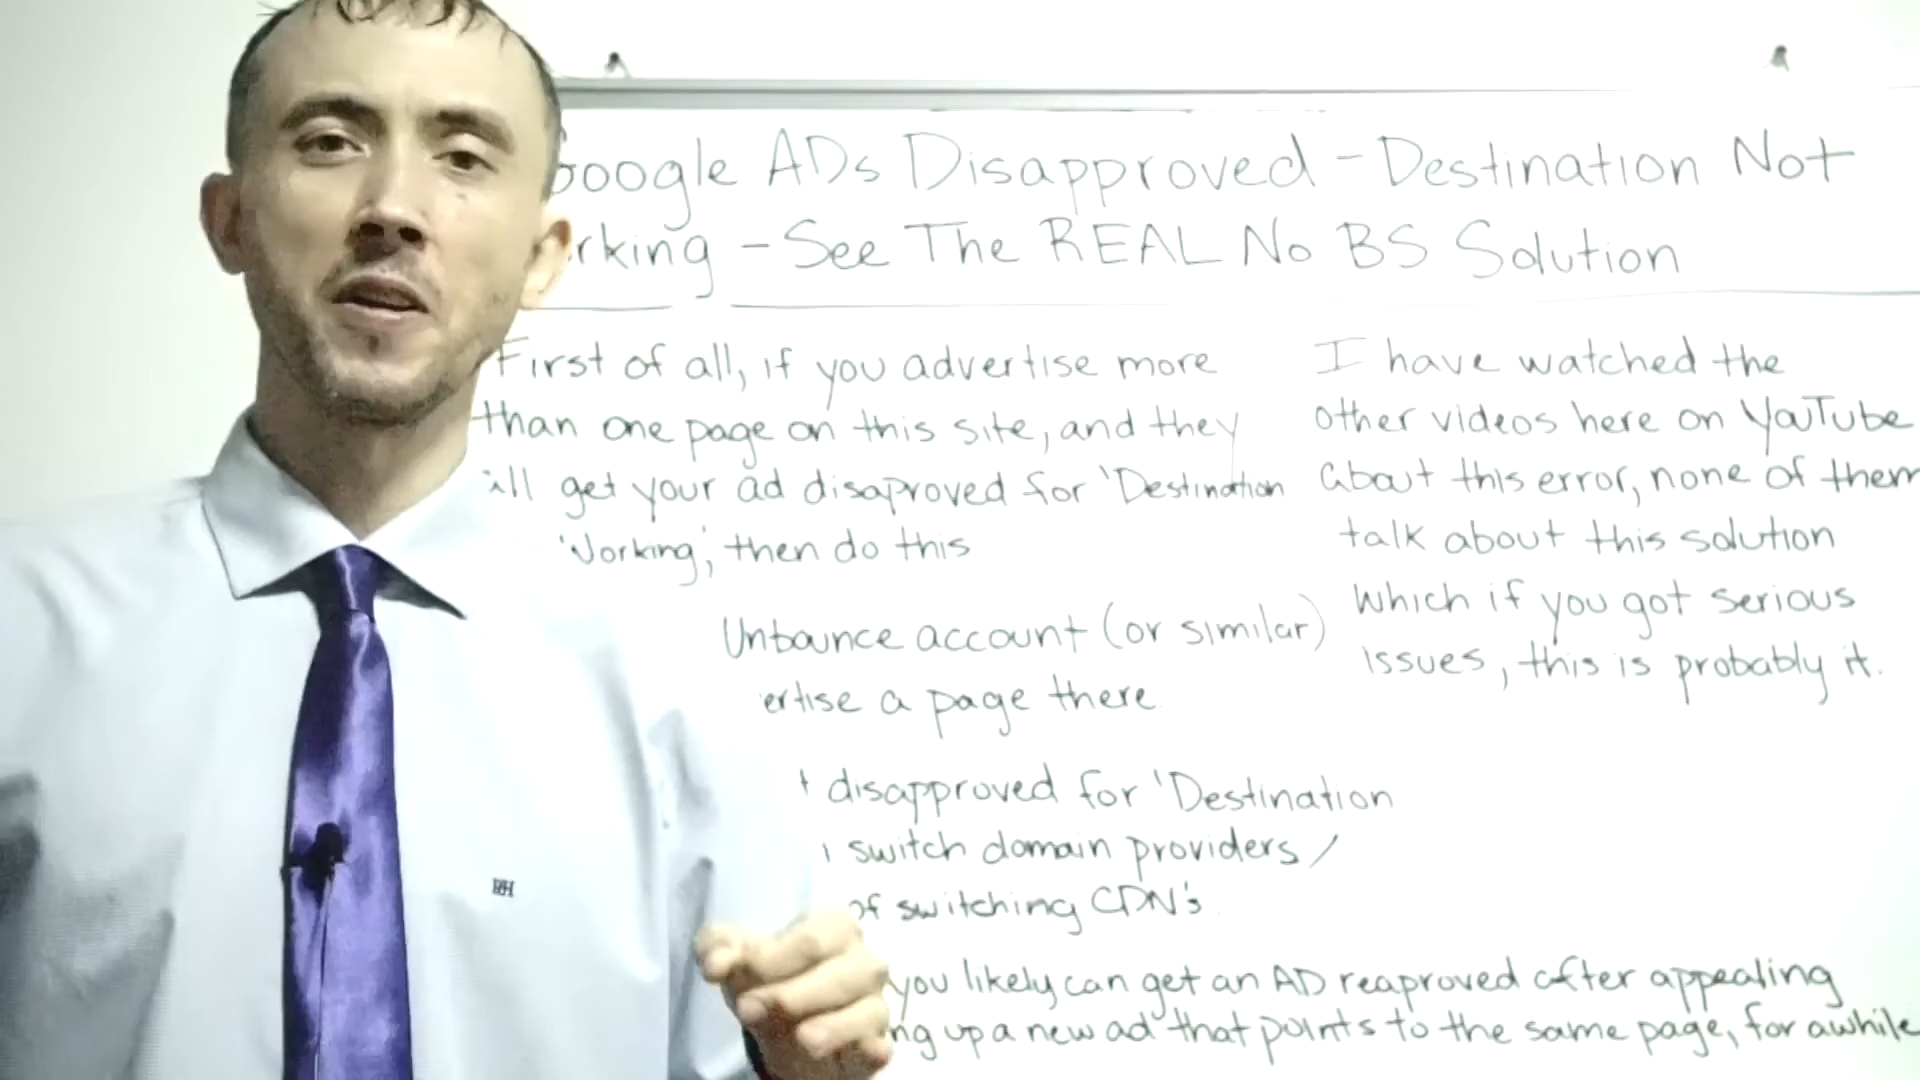 Google ADs Disapproved - Destination Not
rking - See The REAL No BS Solution
First of all, if you advertise more
than one page on this site, and they
all get your ad disaproved for 'Destination
Working', then do this
Unbounce account (or similar)
ertise a page there
t disapproved for 'Destination
switch domain providers /
of switching CDN's
you likely can get an AD reaproved after appealing
ng up a new ad that points to the same page, for awhile
I have watched the
other videos here on YouTube
about this error, none of them
talk about this solution
which if you got serious
issues, this is probably it.